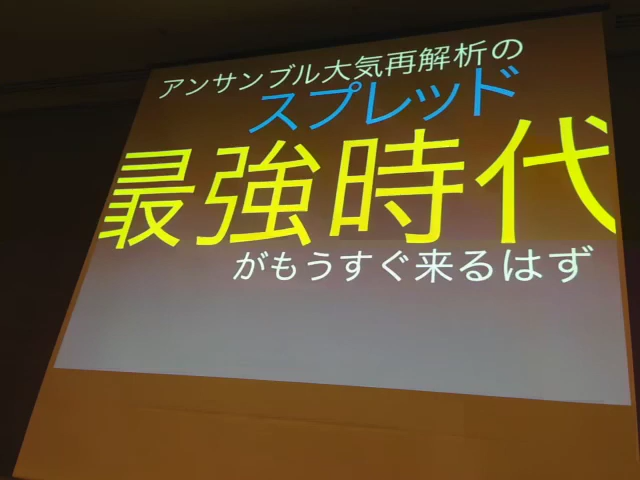 アンサンブル大気再解析の
スプレッド
最強時代
がもうすぐ来るはず